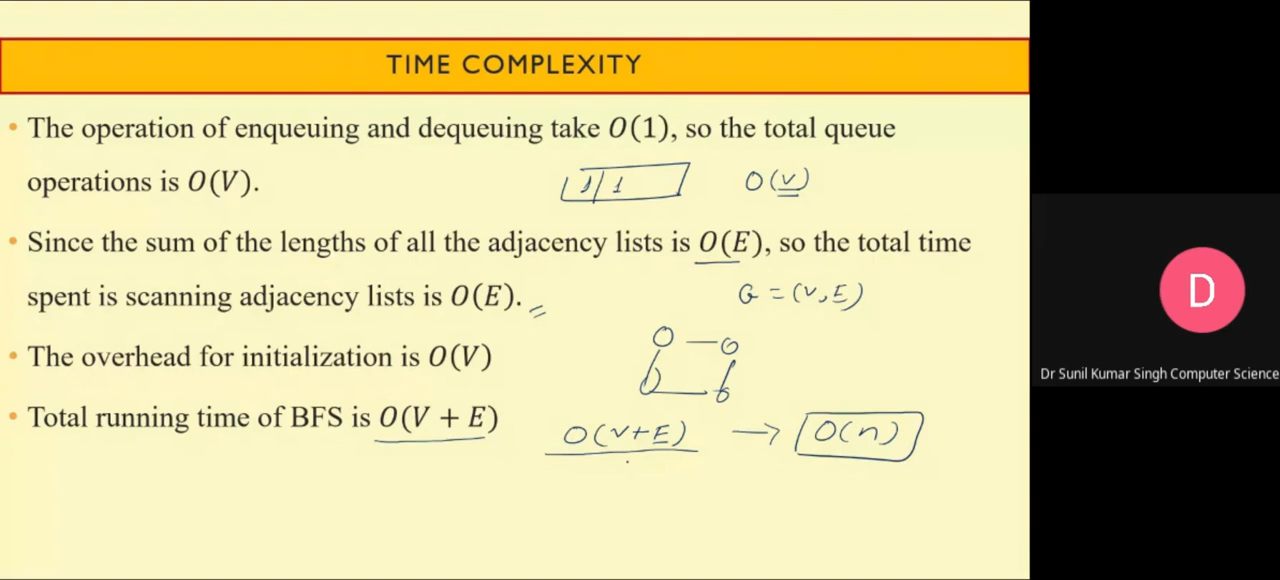 TIME COMPLEXITY
• The operation of enqueuing and dequeuing take O(1), so the total queue
operations is O(V).
1/1
O(V)
• Since the sum of the lengths of all the adjacency lists is O(E), so the total time
spent is scanning adjacency lists is O(E).
G = (V, E)
• The overhead for initialization is O(V)
• Total running time of BFS is O(V + E)
O(V+E) → O(n)
D
Dr Sunil Kumar Singh Computer Science